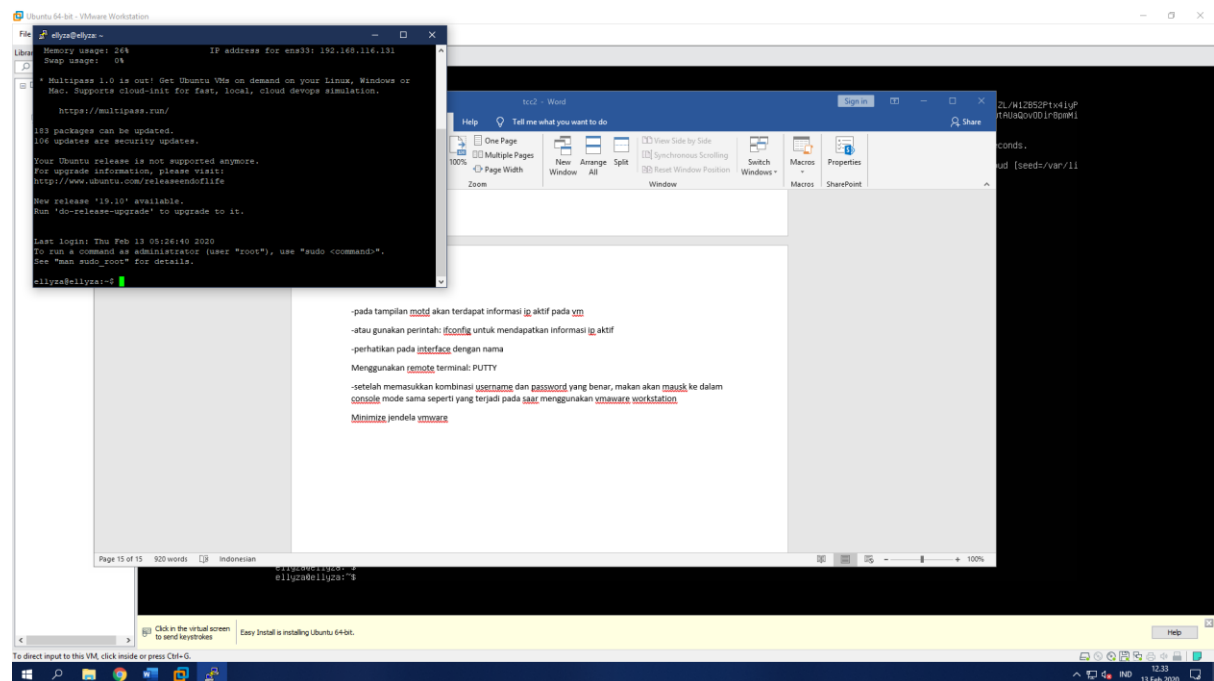 Ubuntu 64-bit - VMware Workstation
File
ellyza@ellyza: ~
Memory usage: 26% IP address for ens33: 192.168.116.131
Swap usage: 0%
* Multipass 1.0 is out! Get Ubuntu VMs on demand on your Linux, Windows or
Mac. Supports cloud-init for fast, local, cloud devops simulation.
https://multipass.run/
183 packages can be updated.
106 updates are security updates.
Your Ubuntu release is not supported anymore.
For upgrade information, please visit:
http://www.ubuntu.com/releaseendoflife
New release '19.10' available.
Run 'do-release-upgrade' to upgrade to it.
Last login: Thu Feb 13 05:26:40 2020
To run a command as administrator (user "root"), use "sudo <command>".
See "man sudo_root" for details.
ellyza@ellyza:~$
tcc2 - Word
Sign in
Help Tell me what you want to do
Share
100%
One Page
Multiple Pages
Page Width
Zoom
New Window
Arrange All
Split
View Side by Side
Synchronous Scrolling
Reset Window Position
Switch Windows
Window
Macros
Macros
Properties
SharePoint
econds.
ud [seed=/var/li
-pada tampilan motd akan terdapat informasi ip aktif pada vm
-atau gunakan perintah: ifconfig untuk mendapatkan informasi ip aktif
-perhatikan pada interface dengan nama
Menggunakan remote terminal: PUTTY
-setelah memasukkan kombinasi username dan password yang benar, makan akan mausk ke dalam
console mode sama seperti yang terjadi pada saar menggunakan vmaware workstation
Minimize jendela vmware
Page 15 of 15 920 words Indonesian
100%
ellyza@ellyza:~$
Click in the virtual screen
to send keystrokes
Easy Install is installing Ubuntu 64-bit.
Help
To direct input to this VM, click inside or press Ctrl+G.
IND
12.33
13 Feb 2020